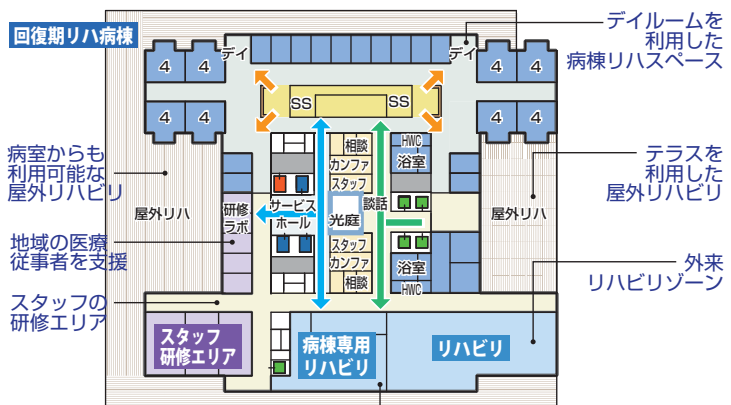 回復期リハ病棟
デイルームを
利用した
病棟リハスペース
デイ
デイ
4
4
4
4
SS
SS
4
4
4
4
病室からも
利用可能な
屋外リハビリ
相談
カンファ
スタッフ
HWC
浴室
テラスを
利用した
屋外リハビリ
屋外リハ
研修
ラボ
サービス
ホール
光庭
談話
屋外リハ
地域の医療
従事者を支援
スタッフ
カンファ
相談
浴室
HWC
外来
リハビリゾーン
スタッフの
研修エリア
スタッフ
研修エリア
病棟専用
リハビリ
リハビリ